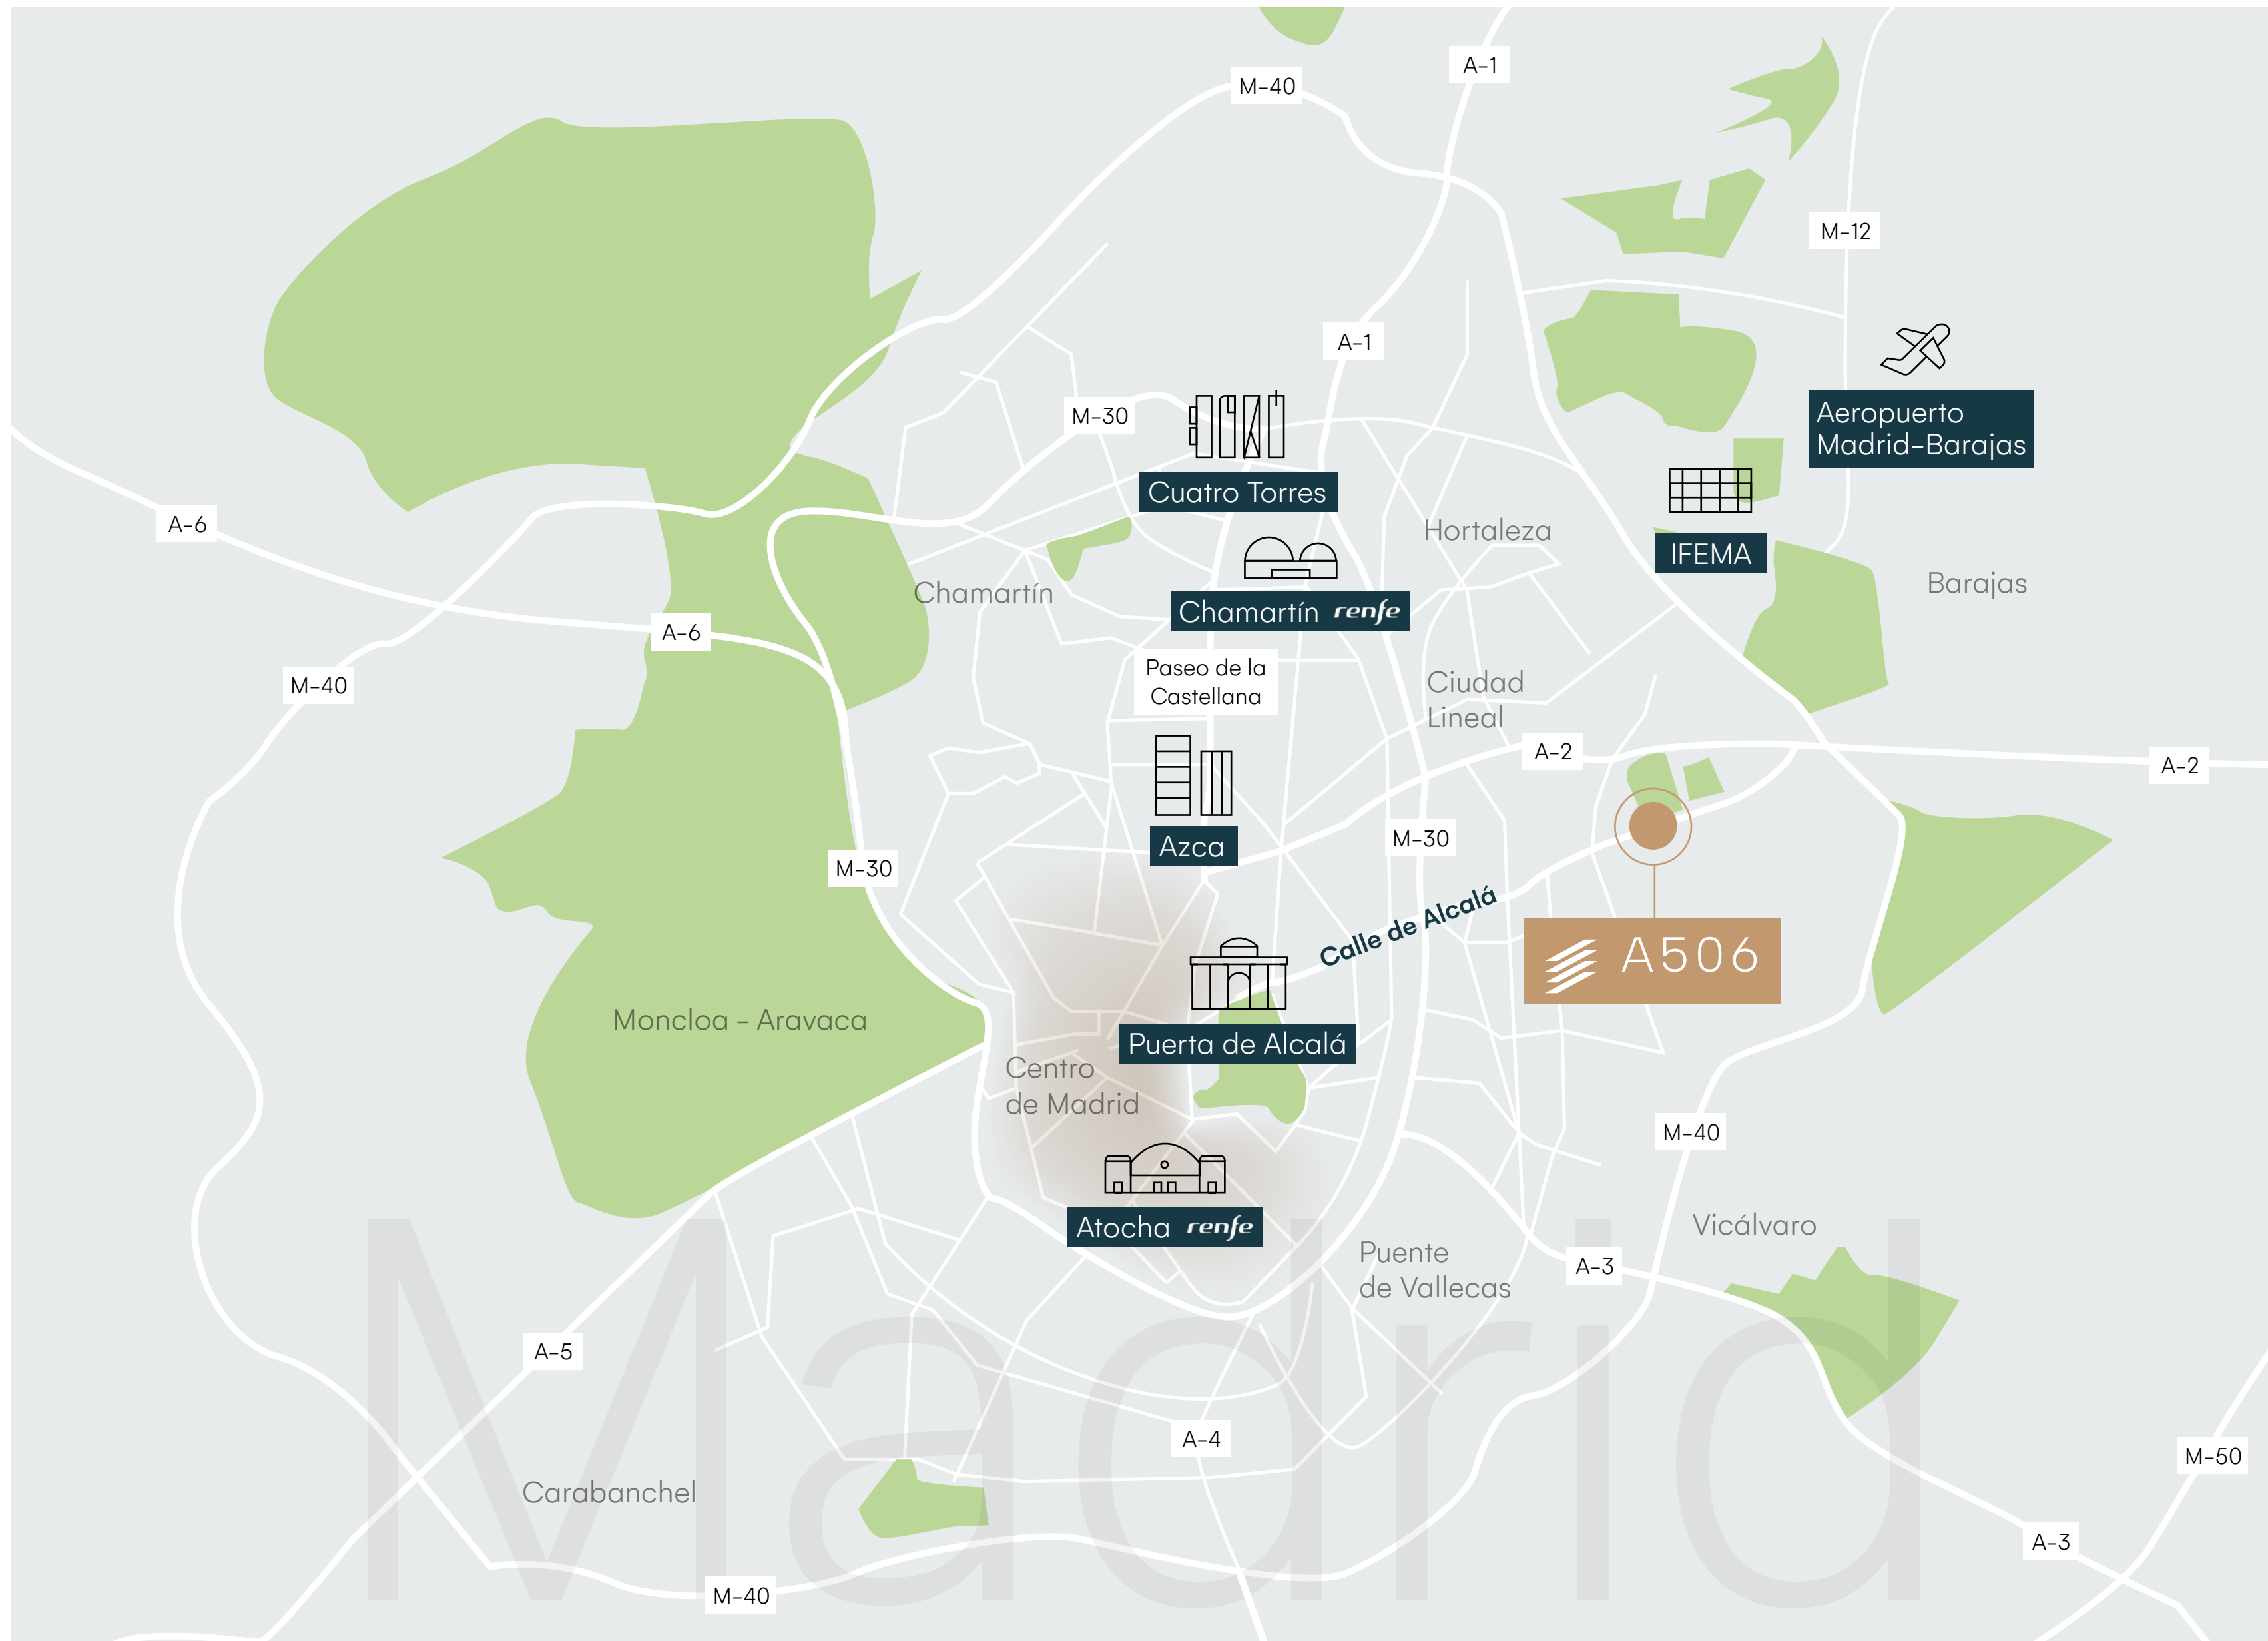 A-1
M-40
M-12
A-1
Aeropuerto
Madrid-Barajas
M-30
Cuatro Torres
A-6
Hortaleza
IFEMA
Barajas
Chamartín
Chamartín renfe
A-6
Paseo de la
Castellana
M-40
Ciudad
Lineal
A-2
A-2
Azca
M-30
M-30
Calle de Alcalá
A506
Moncloa - Aravaca
Puerta de Alcalá
Centro
de Madrid
M-40
Atocha renfe
Vicálvaro
Puente
de Vallecas
A-3
A-5
Madrid
A-4
M-50
Carabanchel
A-3
M-40